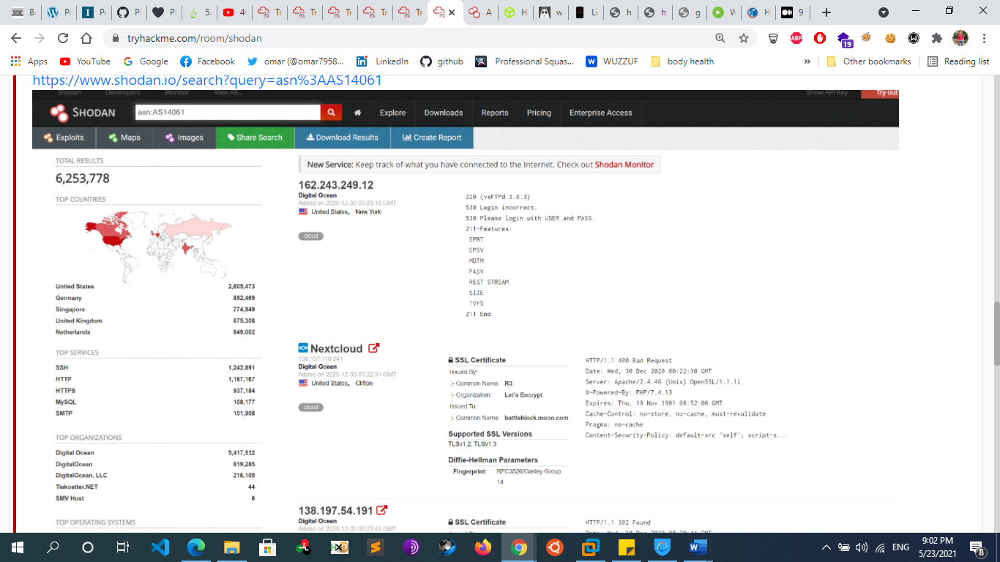 Tr
Tr
Tr
Tr
Tr
tryhackme.com/room/shodan
ABP
19
Apps
YouTube
Google
Facebook
omar (@omar7958...
LinkedIn
github
Professional Squas...
WUZZUF
body health
»
Other bookmarks
Reading list
https://www.shodan.io/search?query=asn%3AAS14061
Shodan
Developers
Monitor
View All...
Show API Key
Try out
SHODAN
asn:AS14061
Explore
Downloads
Reports
Pricing
Enterprise Access
Exploits
Maps
Images
Share Search
Download Results
Create Report
TOTAL RESULTS
6,253,778
TOP COUNTRIES
United States 2,605,473
Germany 892,469
Singapore 774,949
United Kingdom 675,308
Netherlands 649,002
TOP SERVICES
SSH 1,242,891
HTTP 1,167,167
HTTPS 937,184
MySQL 108,177
SMTP 101,908
TOP ORGANIZATIONS
Digital Ocean 5,417,532
DigitalOcean 619,285
DigitalOcean, LLC 216,105
Tiekoetter.NET 44
SMV Host 6
TOP OPERATING SYSTEMS
New Service: Keep track of what you have connected to the Internet. Check out Shodan Monitor
162.243.249.12
Digital Ocean
Added on 2020-12-30 00:23:15 GMT
United States, New York
cloud
220 (vsFTPd 3.0.3)
530 Login incorrect.
530 Please login with USER and PASS.
211-Features:
EPRT
EPSV
MDTM
PASV
REST STREAM
SIZE
TVFS
211 End
Nextcloud
138.197.110.241
Digital Ocean
Added on 2020-12-30 00:22:31 GMT
United States, Clifton
cloud
SSL Certificate
Issued By:
|- Common Name: R3
|- Organization: Let's Encrypt
Issued To:
|- Common Name: battleblock.mooo.com
Supported SSL Versions
TLSv1.2, TLSv1.3
Diffie-Hellman Parameters
Fingerprint: RFC3526/Oakley Group
14
HTTP/1.1 400 Bad Request
Date: Wed, 30 Dec 2020 00:22:30 GMT
Server: Apache/2.4.46 (Unix) OpenSSL/1.1.1i
X-Powered-By: PHP/7.4.13
Expires: Thu, 19 Nov 1981 08:52:00 GMT
Cache-Control: no-store, no-cache, must-revalidate
Pragma: no-cache
Content-Security-Policy: default-src 'self'; script-s...
138.197.54.191
Digital Ocean
Added on 2020-12-30 00:23:43 GMT
SSL Certificate
HTTP/1.1 302 Found
ENG
9:02 PM
5/23/2021
8